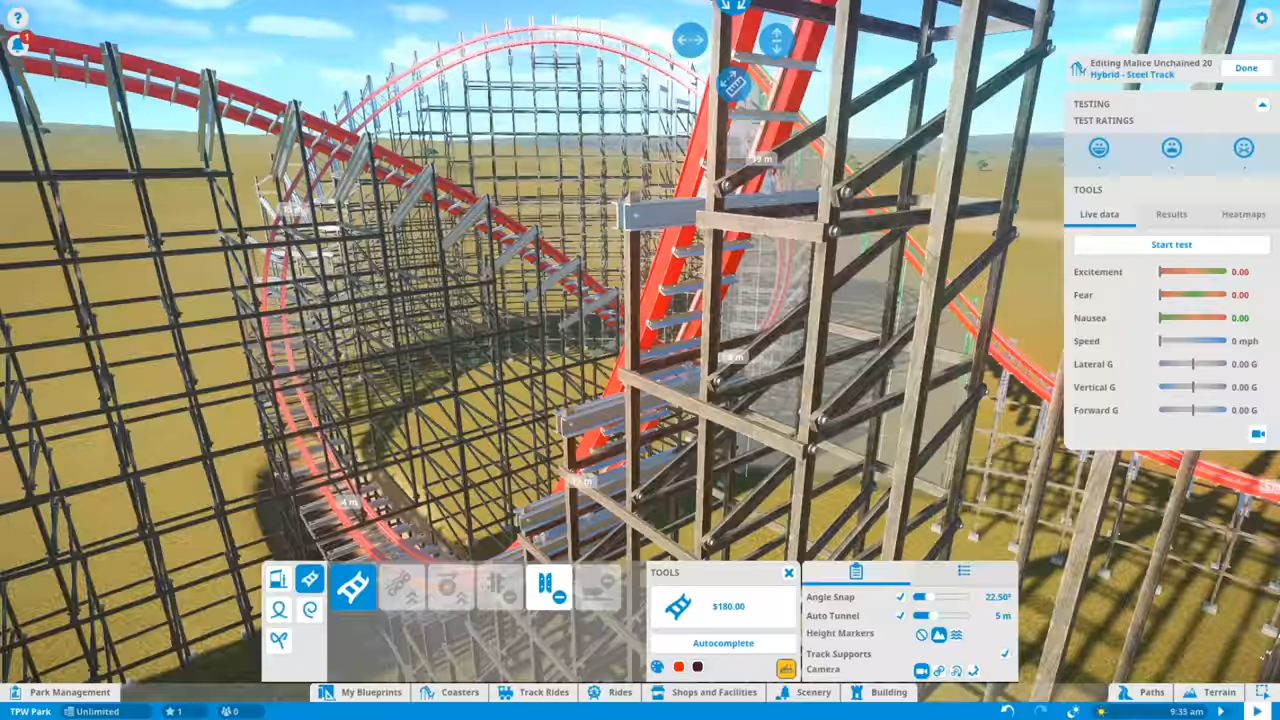 ?
1
Editing Malice Unchained 20
Hybrid - Steel Track
Done
TESTING
TEST RATINGS
TOOLS
Live data
Results
Heatmaps
Start test
Excitement 0.00
Fear 0.00
Nausea 0.00
Speed 0 mph
Lateral G 0.00 G
Vertical G 0.00 G
Forward G 0.00 G
4 m
TOOLS
$180.00
Autocomplete
Angle Snap 22.50°
Auto Tunnel 5 m
Height Markers
Track Supports
Camera
Park Management
My Blueprints
Coasters
Track Rides
Rides
Shops and Facilities
Scenery
Building
Paths
Terrain
TPW Park
Unlimited
1
0
9:35 am